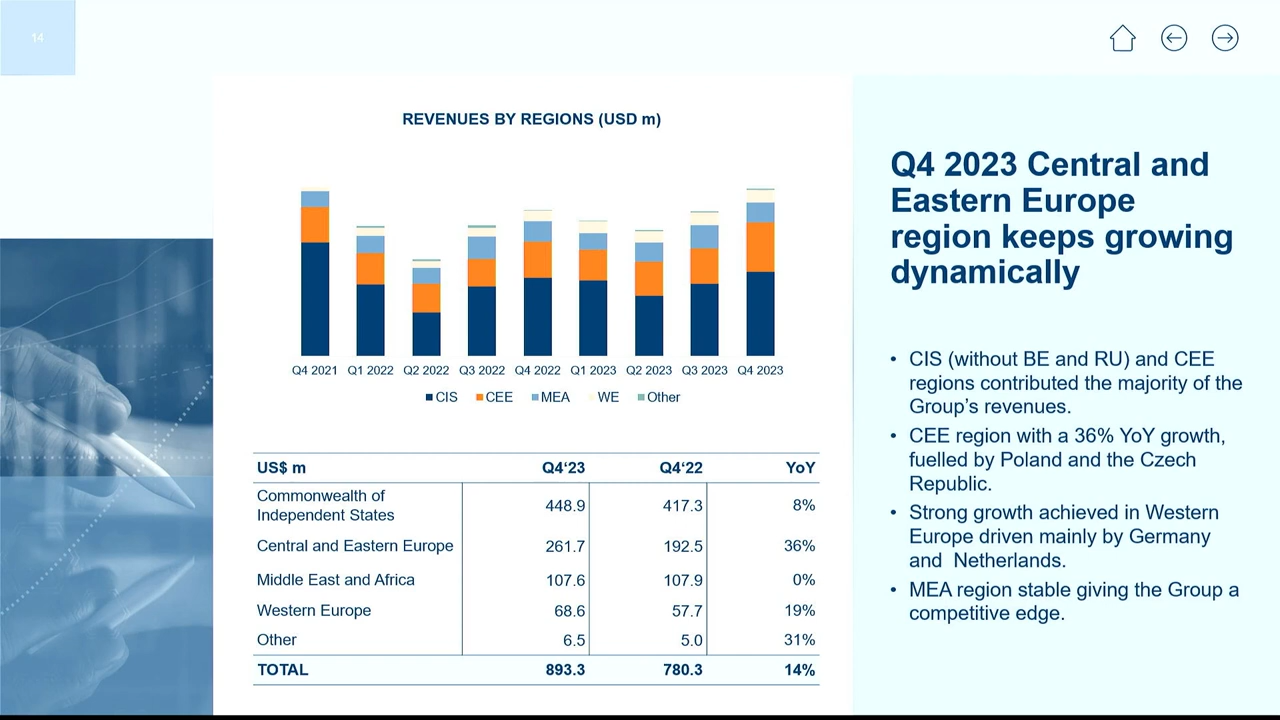 14
REVENUES BY REGIONS (USD m)
Q4 2021 Q1 2022 Q2 2022 Q3 2022 Q4 2022 Q1 2023 Q2 2023 Q3 2023 Q4 2023
CIS CEE MEA WE Other
US$ m Q4‘23 Q4‘22 YoY
Commonwealth of
Independent States 448.9 417.3 8%
Central and Eastern Europe 261.7 192.5 36%
Middle East and Africa 107.6 107.9 0%
Western Europe 68.6 57.7 19%
Other 6.5 5.0 31%
TOTAL 893.3 780.3 14%
Q4 2023 Central and
Eastern Europe
region keeps growing
dynamically
• CIS (without BE and RU) and CEE
regions contributed the majority of the
Group’s revenues.
• CEE region with a 36% YoY growth,
fuelled by Poland and the Czech
Republic.
• Strong growth achieved in Western
Europe driven mainly by Germany
and Netherlands.
• MEA region stable giving the Group a
competitive edge.